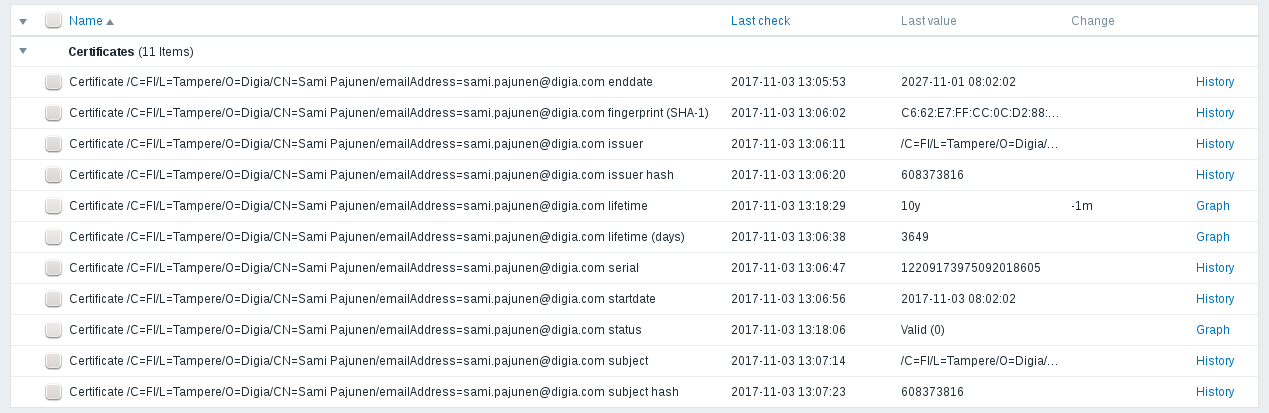 Name Last check Last value Change
Certificates (11 Items)
Certificate /C=FI/L=Tampere/O=Digia/CN=Sami Pajunen/emailAddress=sami.pajunen@digia.com enddate 2017-11-03 13:05:53 2027-11-01 08:02:02 History
Certificate /C=FI/L=Tampere/O=Digia/CN=Sami Pajunen/emailAddress=sami.pajunen@digia.com fingerprint (SHA-1) 2017-11-03 13:06:02 C6:62:E7:FF:CC:0C:D2:88:... History
Certificate /C=FI/L=Tampere/O=Digia/CN=Sami Pajunen/emailAddress=sami.pajunen@digia.com issuer 2017-11-03 13:06:11 /C=FI/L=Tampere/O=Digia/... History
Certificate /C=FI/L=Tampere/O=Digia/CN=Sami Pajunen/emailAddress=sami.pajunen@digia.com issuer hash 2017-11-03 13:06:20 608373816 History
Certificate /C=FI/L=Tampere/O=Digia/CN=Sami Pajunen/emailAddress=sami.pajunen@digia.com lifetime 2017-11-03 13:18:29 10y -1m Graph
Certificate /C=FI/L=Tampere/O=Digia/CN=Sami Pajunen/emailAddress=sami.pajunen@digia.com lifetime (days) 2017-11-03 13:06:38 3649 Graph
Certificate /C=FI/L=Tampere/O=Digia/CN=Sami Pajunen/emailAddress=sami.pajunen@digia.com serial 2017-11-03 13:06:47 12209173975092018605 History
Certificate /C=FI/L=Tampere/O=Digia/CN=Sami Pajunen/emailAddress=sami.pajunen@digia.com startdate 2017-11-03 13:06:56 2017-11-03 08:02:02 History
Certificate /C=FI/L=Tampere/O=Digia/CN=Sami Pajunen/emailAddress=sami.pajunen@digia.com status 2017-11-03 13:18:06 Valid (0) Graph
Certificate /C=FI/L=Tampere/O=Digia/CN=Sami Pajunen/emailAddress=sami.pajunen@digia.com subject 2017-11-03 13:07:14 /C=FI/L=Tampere/O=Digia/... History
Certificate /C=FI/L=Tampere/O=Digia/CN=Sami Pajunen/emailAddress=sami.pajunen@digia.com subject hash 2017-11-03 13:07:23 608373816 History